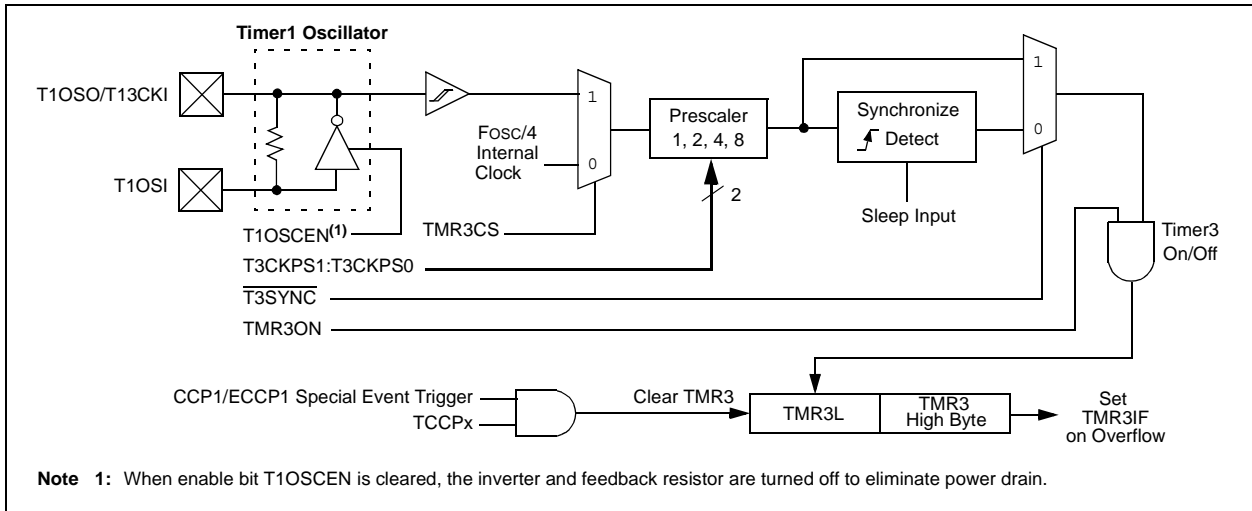 Timer1 Oscillator
T1OSO/T13CKI
T1OSI
1
FOSC/4
Internal
Clock
0
Prescaler
1, 2, 4, 8
2
Synchronize
Detect
Sleep Input
1
0
T1OSCEN(1)
TMR3CS
T3CKPS1:T3CKPS0
T3SYNC
TMR3ON
Timer3
On/Off
CCP1/ECCP1 Special Event Trigger
TCCPx
Clear TMR3
TMR3L
TMR3
High Byte
Set
TMR3IF
on Overflow
Note 1: When enable bit T1OSCEN is cleared, the inverter and feedback resistor are turned off to eliminate power drain.